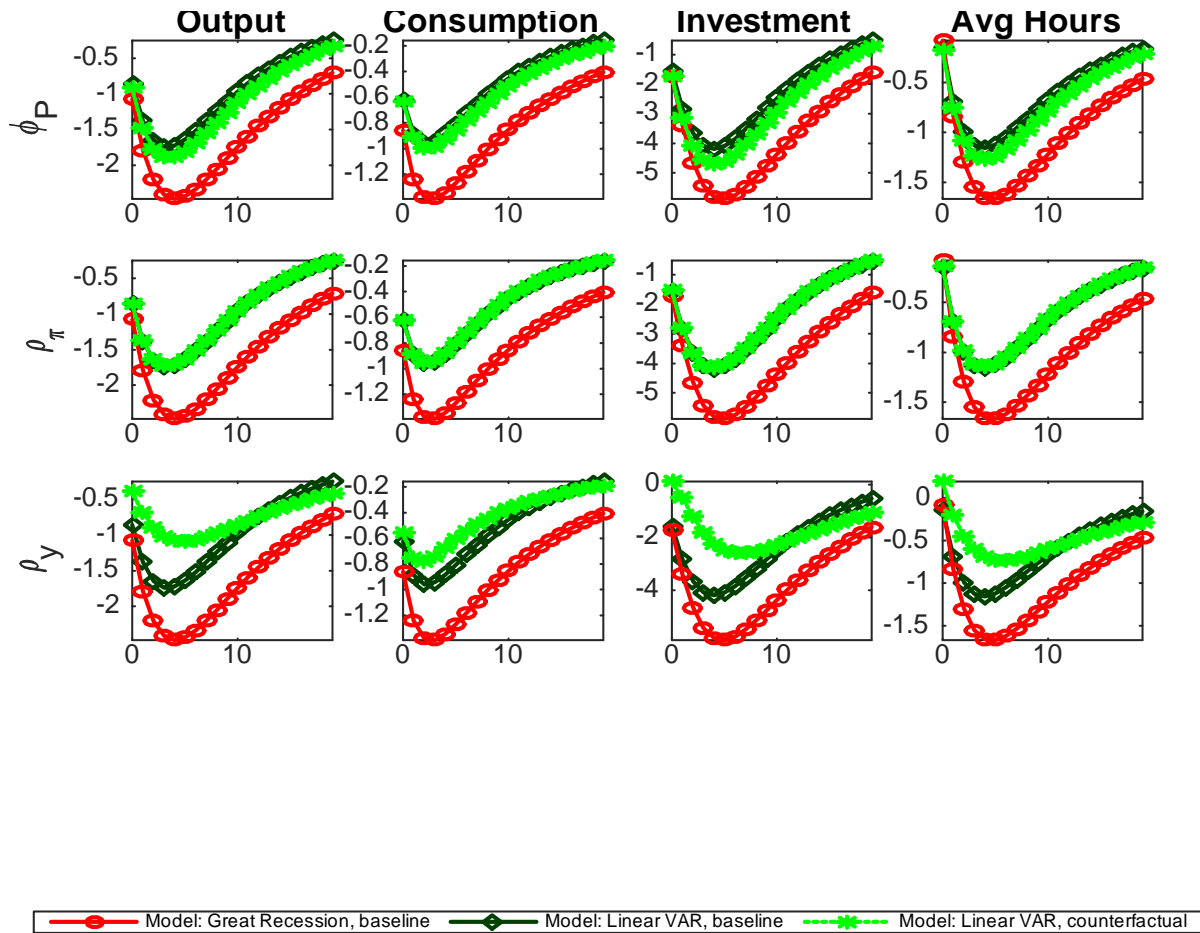 Output Consumption Investment Avg Hours
-0.5 -1 -1.5 -2
-0.2 -0.4 -0.6 -0.8 -1 -1.2
-1 -2 -3 -4 -5
-0.5 -1 -1.5
ϕP
0 10 0 10 0 10 0 10
-0.5 -1 -1.5 -2
-0.2 -0.4 -0.6 -0.8 -1 -1.2
-1 -2 -3 -4 -5
-0.5 -1 -1.5
ρπ
0 10 0 10 0 10 0 10
-0.5 -1 -1.5 -2
-0.2 -0.4 -0.6 -0.8 -1 -1.2
0 -2 -4
0 -0.5 -1 -1.5
ρy
0 10 0 10 0 10 0 10
Model: Great Recession, baseline Model: Linear VAR, baseline Model: Linear VAR, counterfactual